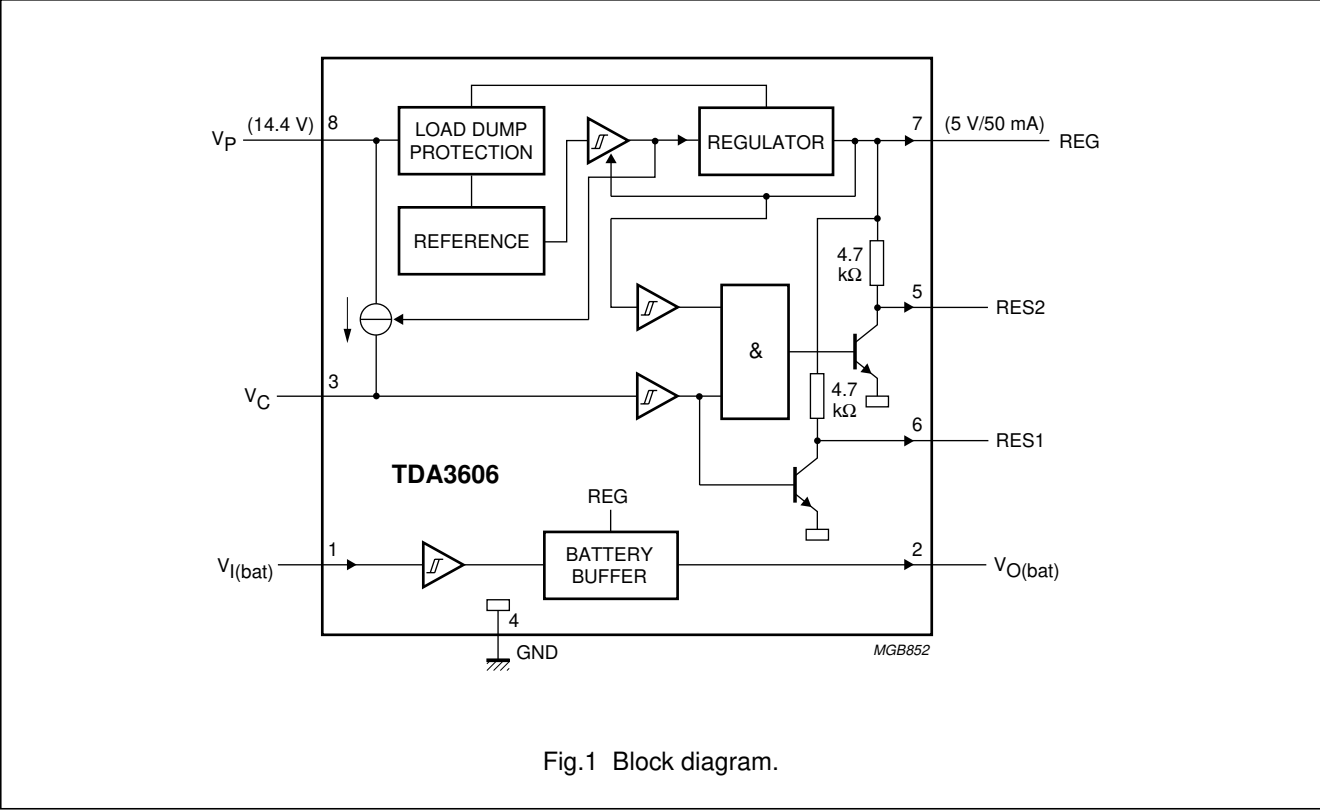 V_P
(14.4 V)
8
LOAD DUMP
PROTECTION
REGULATOR
7
(5 V/50 mA)
REG
REFERENCE
4.7
kΩ
5
RES2
&
V_C
3
4.7
kΩ
6
RES1
TDA3606
REG
V_I(bat)
1
BATTERY
BUFFER
2
V_O(bat)
4
GND
MGB852
Fig.1 Block diagram.